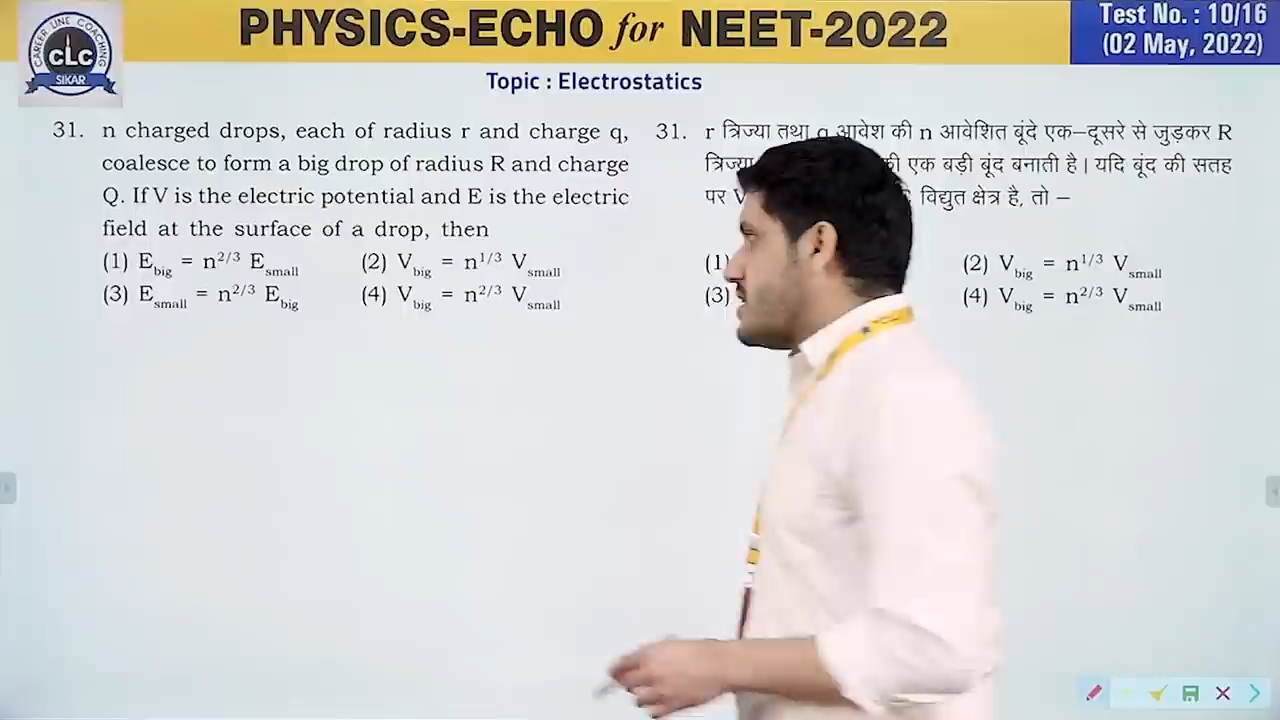 PHYSICS-ECHO for NEET-2022
Test No. : 10/16
(02 May, 2022)
CAREER LINE COACHING
CLC
SIKAR
Topic : Electrostatics
31. n charged drops, each of radius r and charge q,
coalesce to form a big drop of radius R and charge
Q. If V is the electric potential and E is the electric
field at the surface of a drop, then
(1) E_big = n^2/3 E_small (2) V_big = n^1/3 V_small
(3) E_small = n^2/3 E_big (4) V_big = n^2/3 V_small
31. r त्रिज्या तथा q आवेश की n आवेशित बूंदे एक–दूसरे से जुड़कर R
त्रिज्या की एक बड़ी बूंद बनाती है। यदि बूंद की सतह
पर V विद्युत क्षेत्र है, तो –
(1) (2) V_big = n^1/3 V_small
(3) (4) V_big = n^2/3 V_small